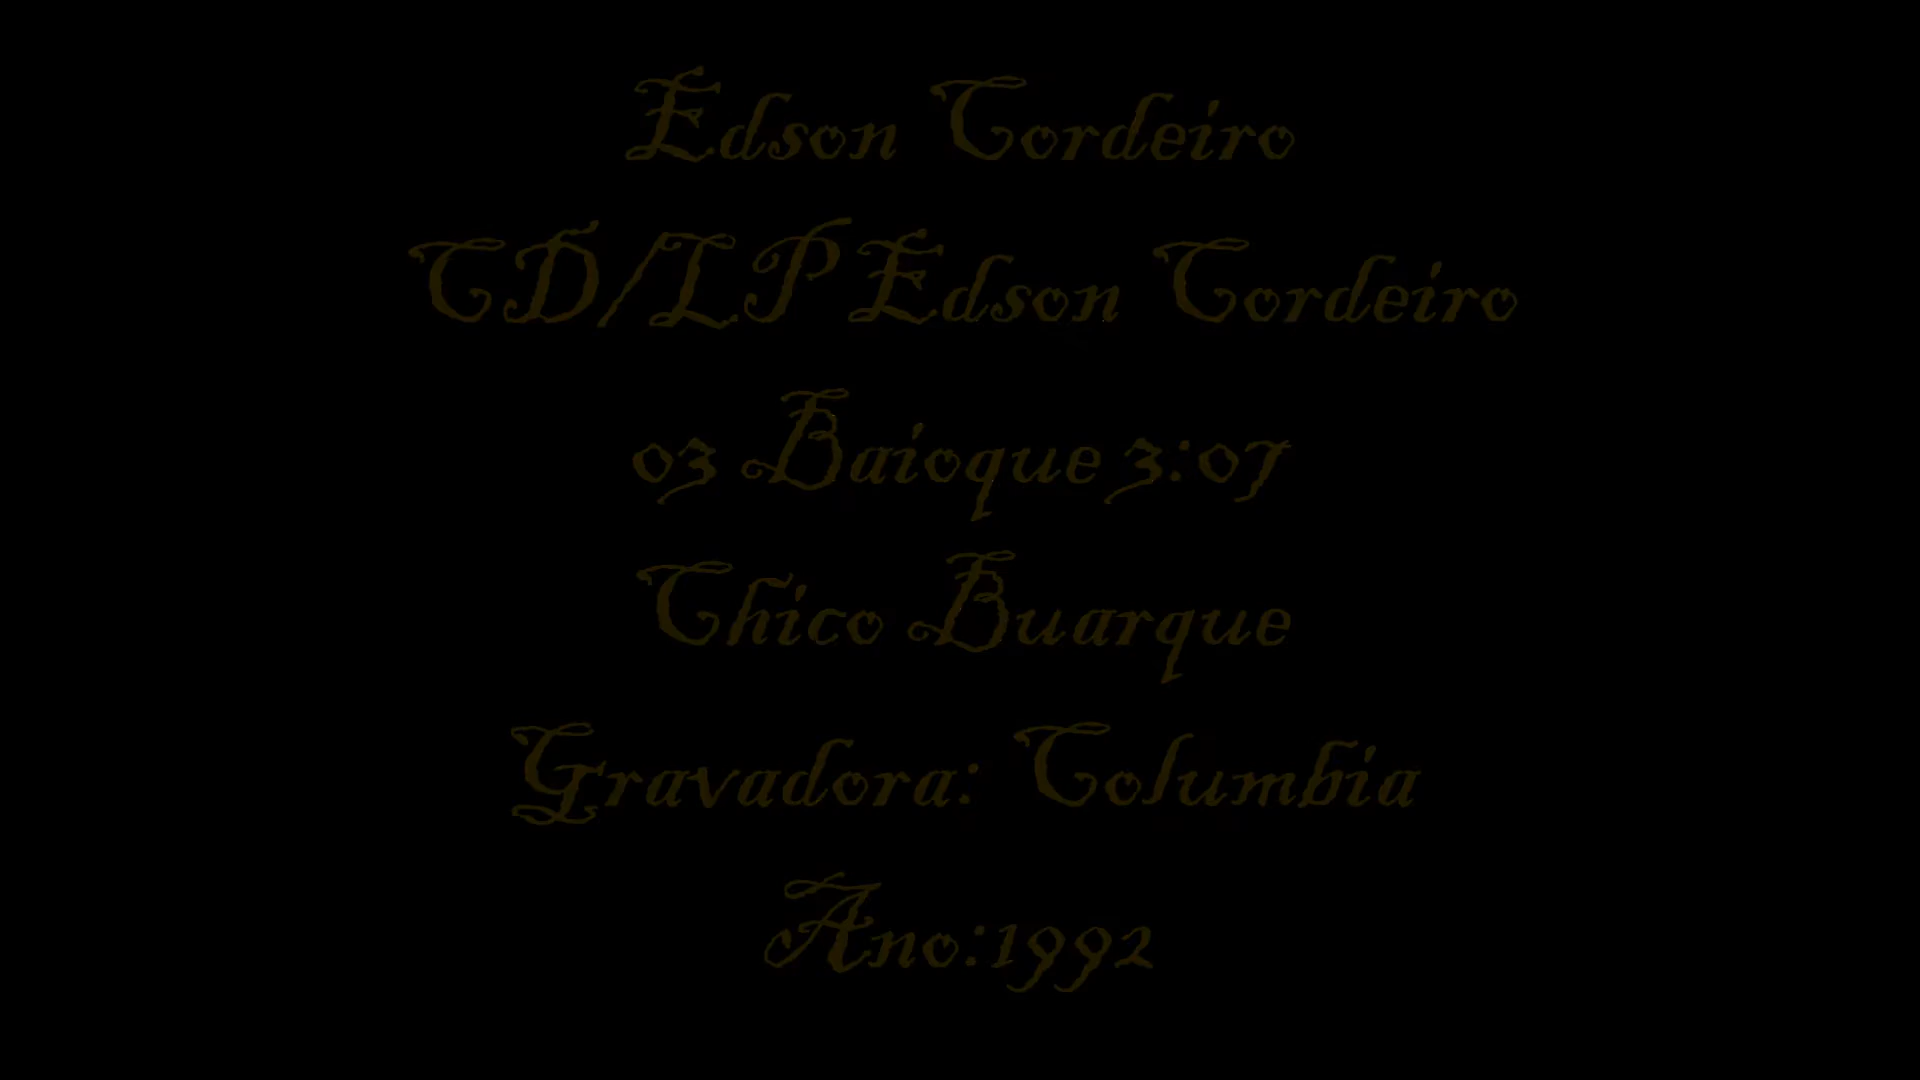 Edson Cordeiro
CD/LP Edson Cordeiro
03 Baioque 3:07
Chico Buarque
Gravadora: Columbia
Ano:1992